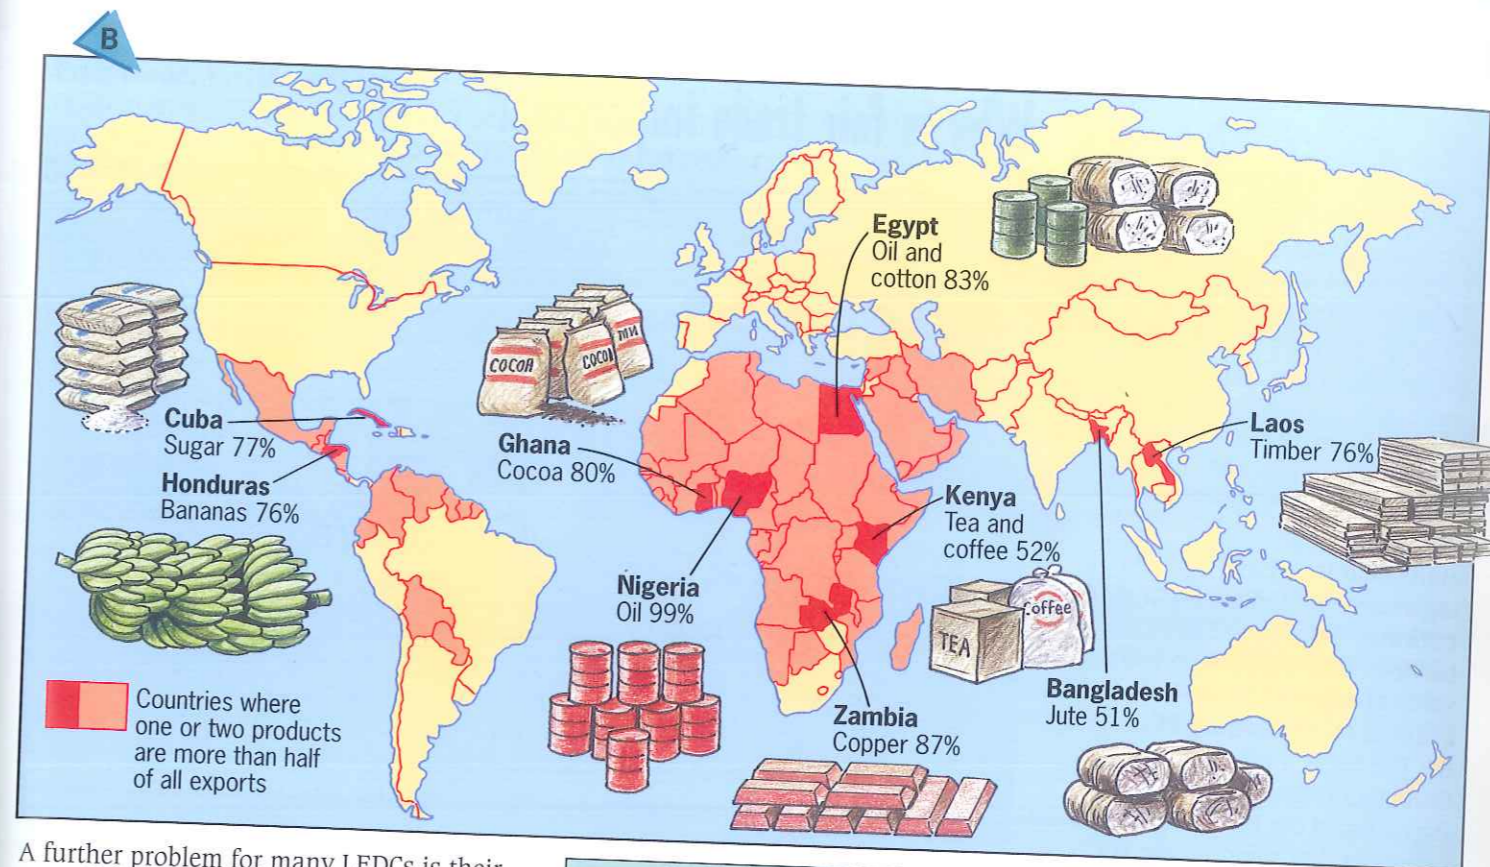 B
Egypt
Oil and
cotton 83%
COCOA
COCOA
Cuba
Sugar 77%
Honduras
Bananas 76%
Ghana
Cocoa 80%
Laos
Timber 76%
Kenya
Tea and
coffee 52%
Nigeria
Oil 99%
Coffee
TEA
Countries where
one or two products
are more than half
of all exports
Bangladesh
Jute 51%
Zambia
Copper 87%
A further problem for many LEDCs is their